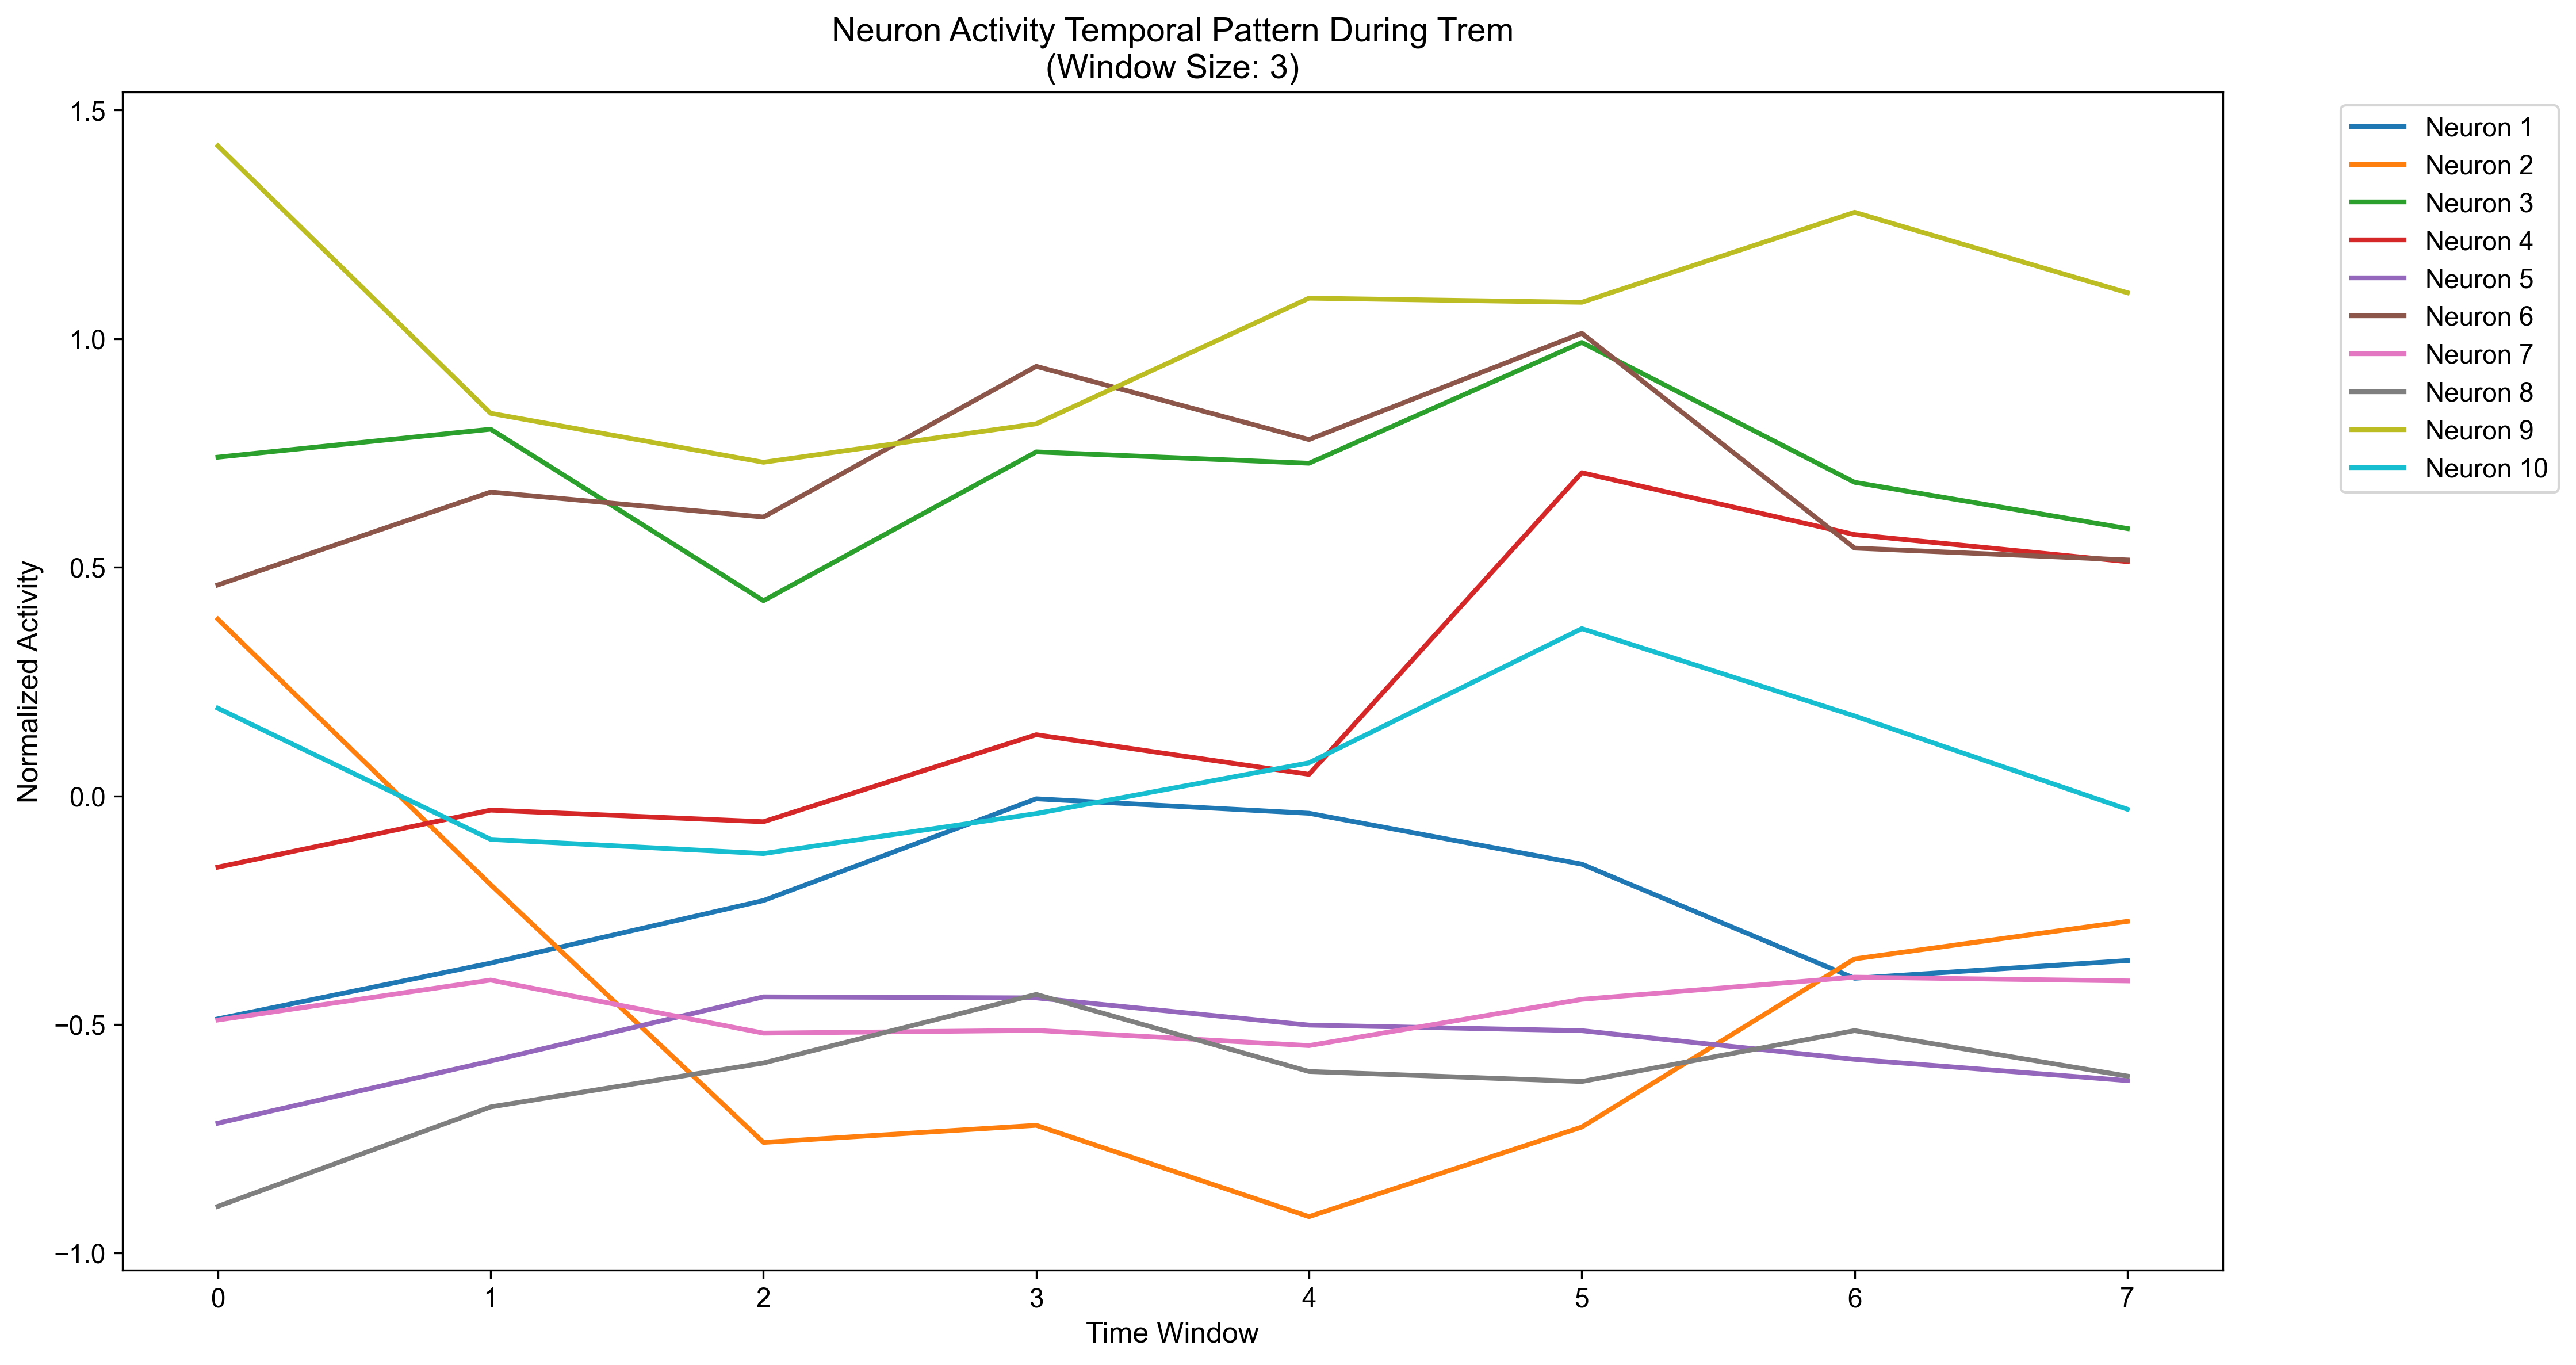 Neuron Activity Temporal Pattern During Trem
(Window Size: 3)
Normalized Activity
1.5
1.0
0.5
0.0
−0.5
−1.0
0 1 2 3 4 5 6 7
Time Window
Neuron 1
Neuron 2
Neuron 3
Neuron 4
Neuron 5
Neuron 6
Neuron 7
Neuron 8
Neuron 9
Neuron 10